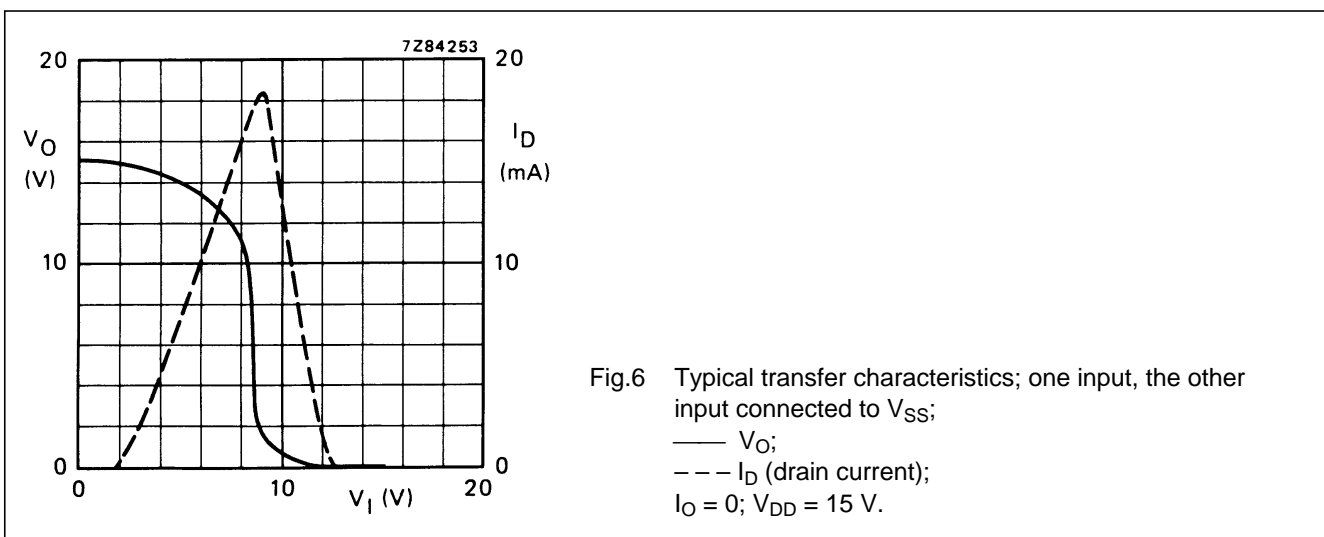 7Z84253
20
20
V_O
(V)
I_D
(mA)
10
10
0
0
0
10
20
V_I (V)
Fig.6 Typical transfer characteristics; one input, the other
input connected to V_SS;
—— V_O;
– – – I_D (drain current);
I_O = 0; V_DD = 15 V.